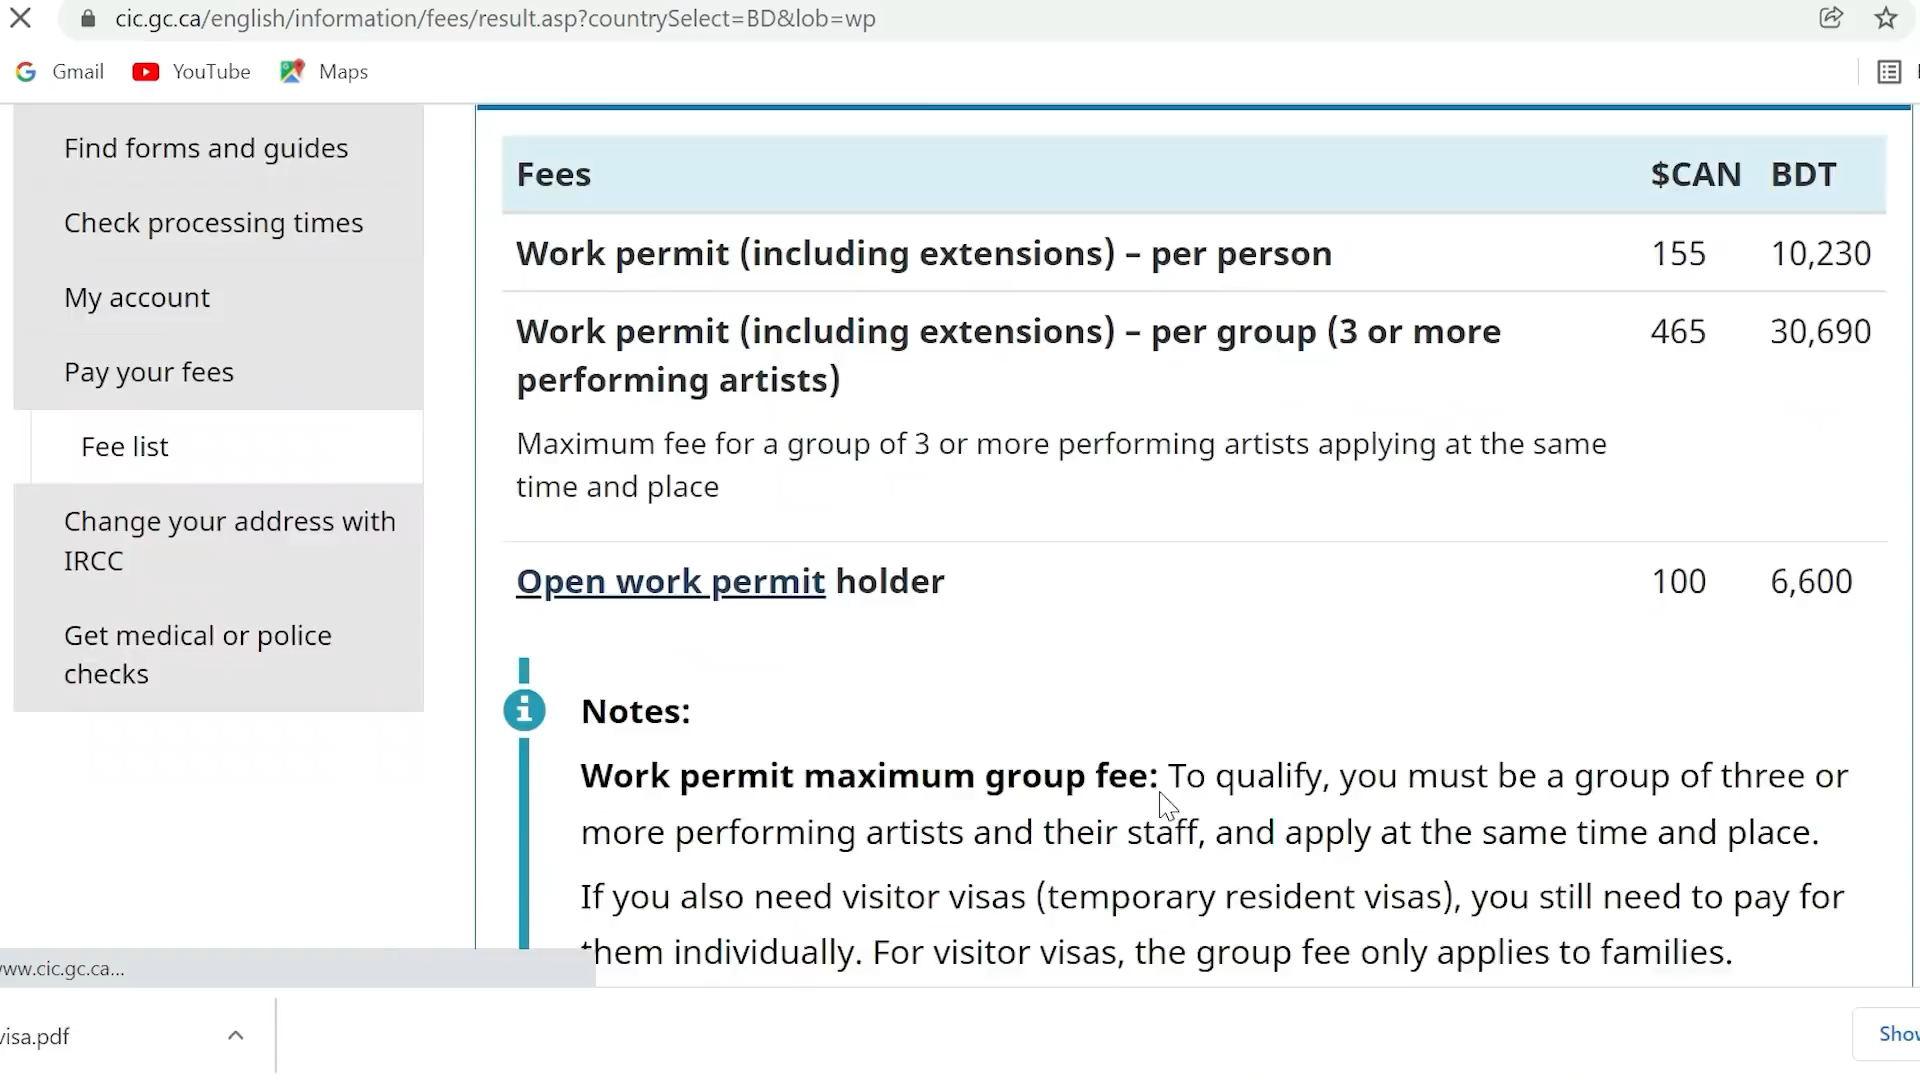 cic.gc.ca/english/information/fees/result.asp?countrySelect=BD&lob=wp
Gmail YouTube Maps
Find forms and guides
Check processing times
My account
Pay your fees
Fee list
Change your address with
IRCC
Get medical or police
checks
Fees $CAN BDT
Work permit (including extensions) – per person 155 10,230
Work permit (including extensions) – per group (3 or more 465 30,690
performing artists)
Maximum fee for a group of 3 or more performing artists applying at the same
time and place
Open work permit holder 100 6,600
Notes:
Work permit maximum group fee: To qualify, you must be a group of three or
more performing artists and their staff, and apply at the same time and place.
If you also need visitor visas (temporary resident visas), you still need to pay for
them individually. For visitor visas, the group fee only applies to families.
www.cic.gc.ca...
visa.pdf
Show